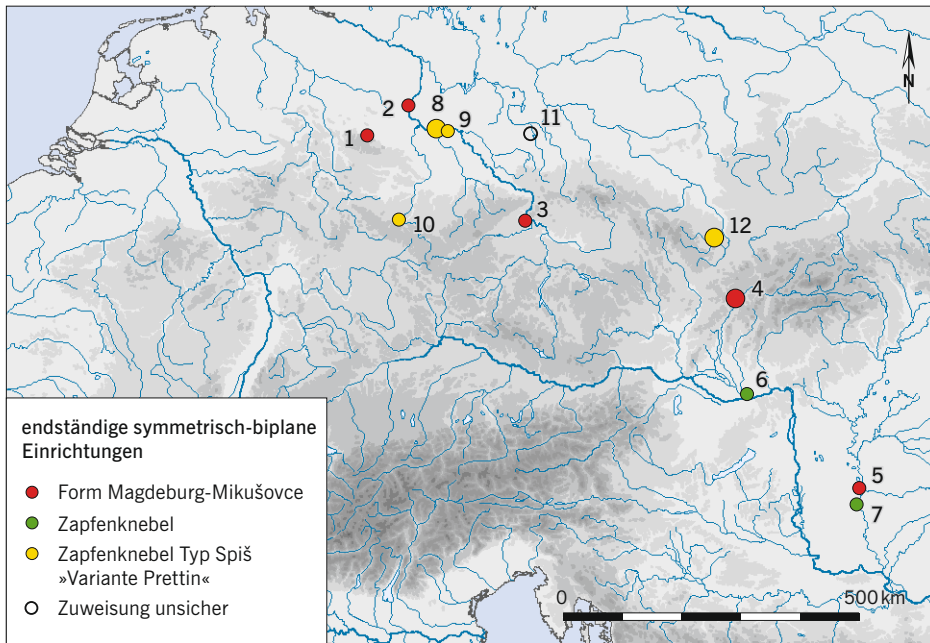 N
2
8
9
11
1
3
10
12
4
6
5
7
endständige symmetrisch-biplane
Einrichtungen
Form Magdeburg-Mikušovce
Zapfenknebel
Zapfenknebel Typ Spiš
»Variante Prettin«
Zuweisung unsicher
0 500 km